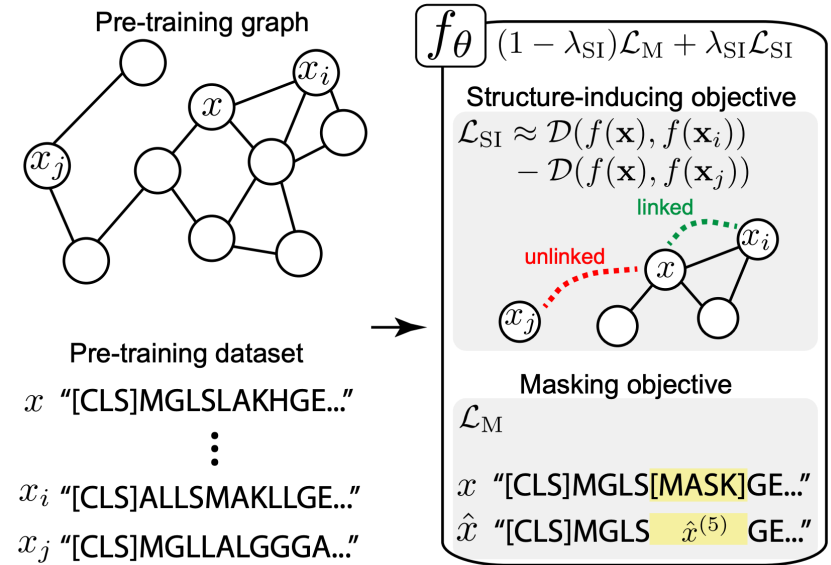 Pre-training graph
x
x_i
x_j
Pre-training dataset
x "[CLS]MGLSLAKHGE..."
⋮
x_i "[CLS]ALLSMAKLLGE..."
x_j "[CLS]MGLLALGGGA..."
f_θ (1 − λ_SI)ℒ_M + λ_SI ℒ_SI
Structure-inducing objective
ℒ_SI ≈ 𝒟(f(𝐱), f(𝐱_i))
− 𝒟(f(𝐱), f(𝐱_j))
linked
x_i
unlinked
x
x_j
Masking objective
ℒ_M
x "[CLS]MGLS[MASK]GE..."
x̂ "[CLS]MGLS x̂^(5) GE..."